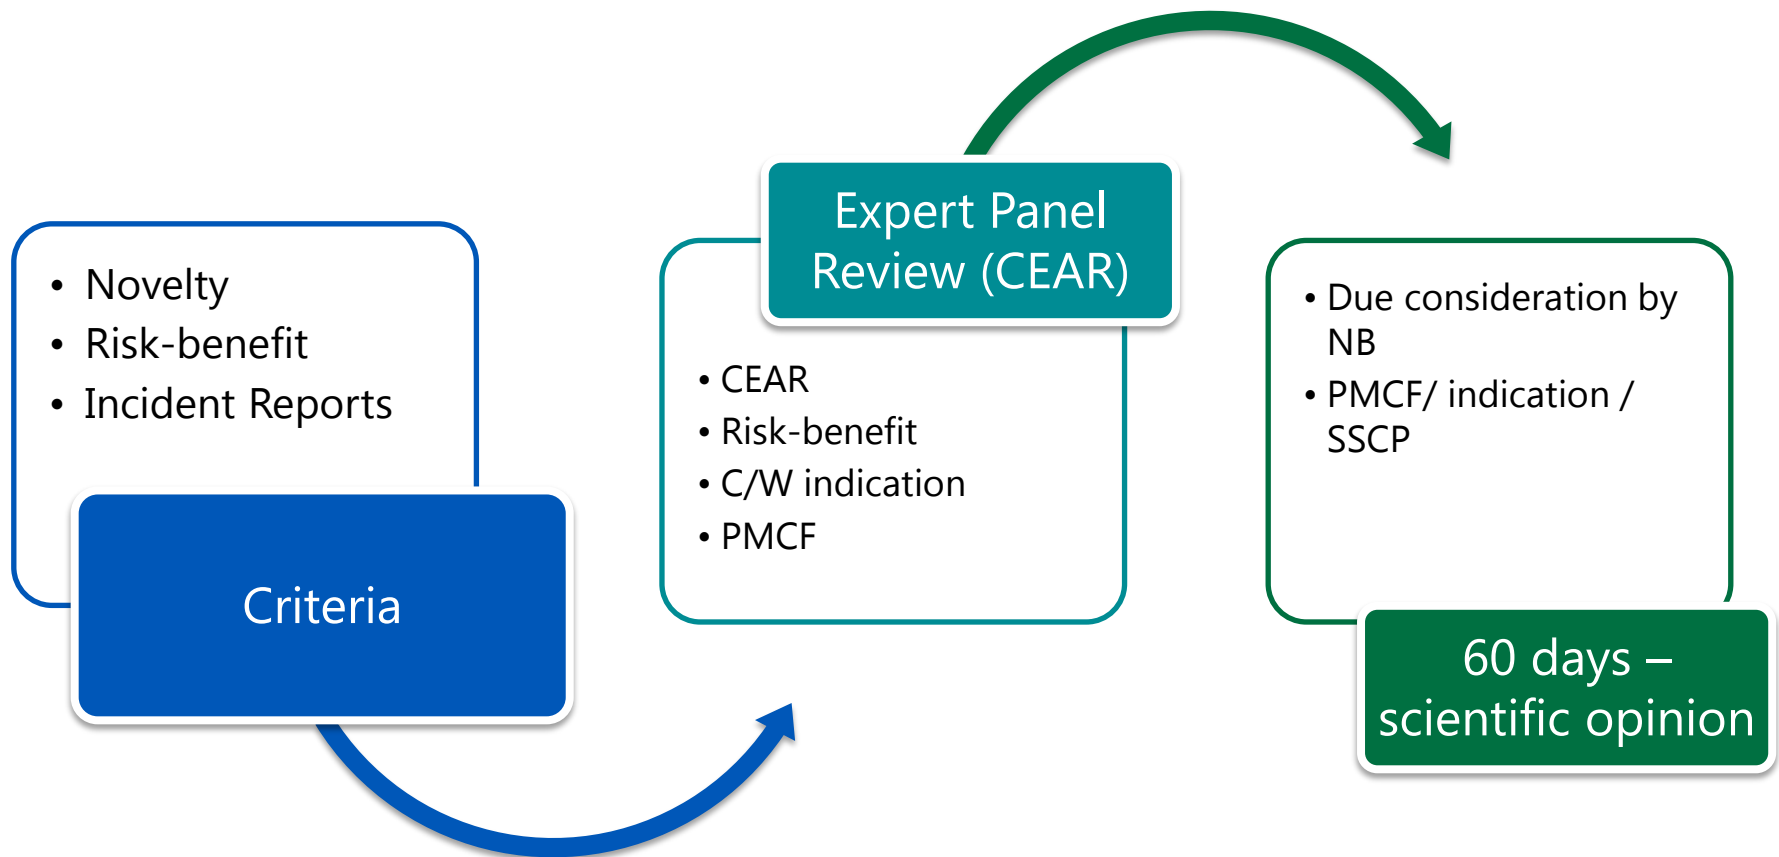 • Novelty
• Risk-benefit
• Incident Reports
Criteria
Expert Panel
Review (CEAR)
• CEAR
• Risk-benefit
• C/W indication
• PMCF
• Due consideration by
NB
• PMCF/ indication /
SSCP
60 days –
scientific opinion